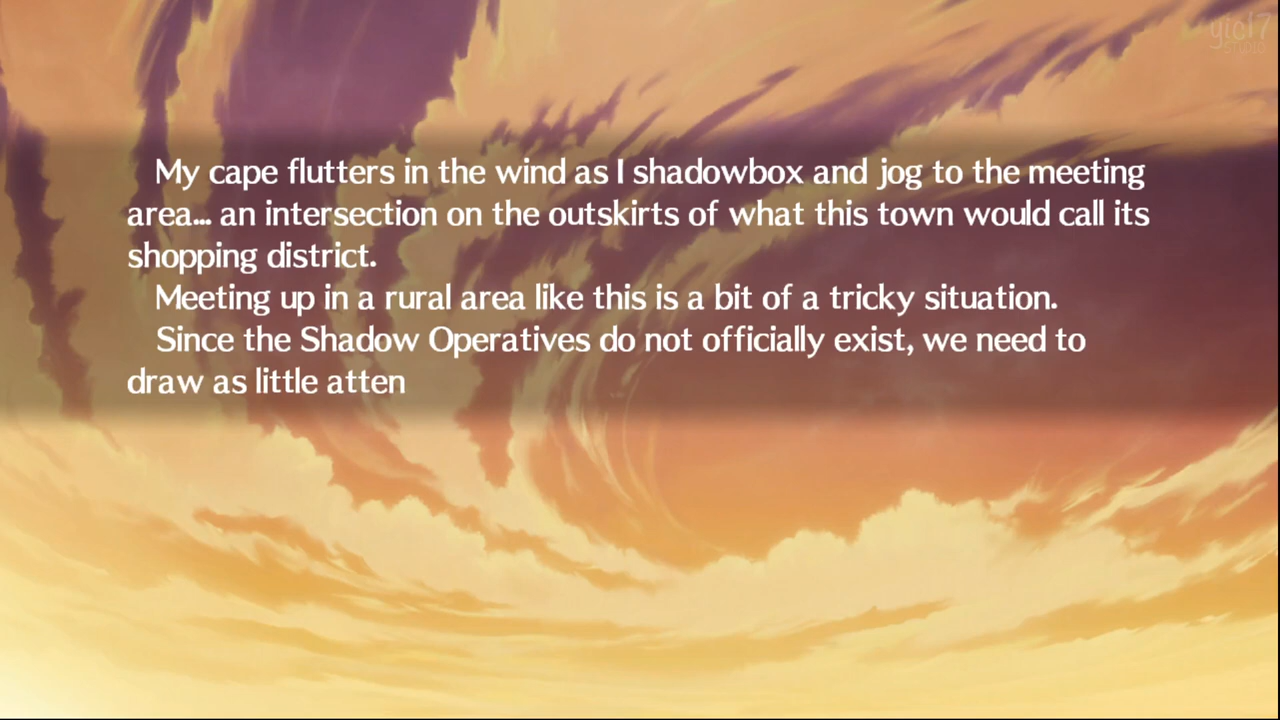 yicl7
studio
My cape flutters in the wind as I shadowbox and jog to the meeting
area... an intersection on the outskirts of what this town would call its
shopping district.
Meeting up in a rural area like this is a bit of a tricky situation.
Since the Shadow Operatives do not officially exist, we need to
draw as little atten